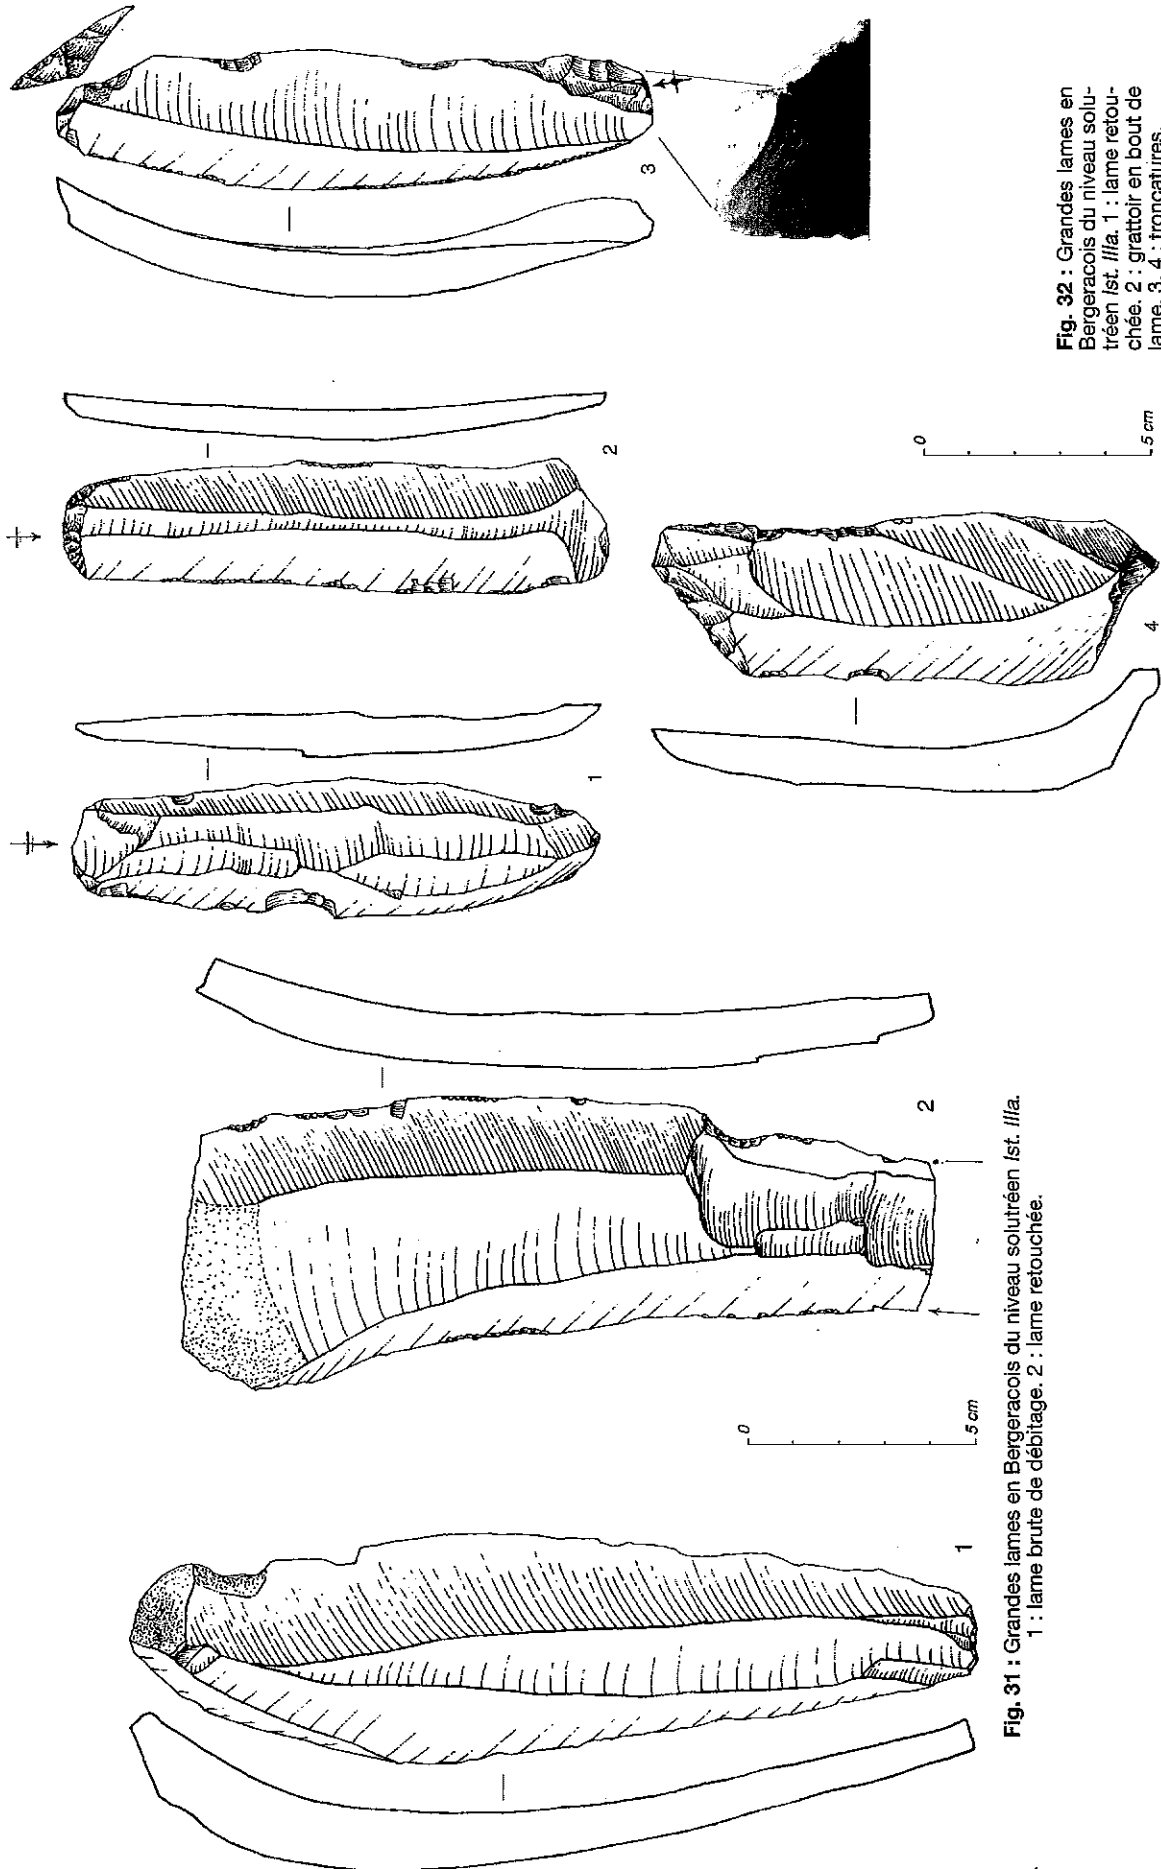 1
0
5 cm
2
Fig. 31 : Grandes lames en Bergeracois du niveau solutréen Ist. IIIa.
1 : lame brute de débitage. 2 : lame retouchée.
1
2
3
4
0
5 cm
Fig. 32 : Grandes lames en
Bergeracois du niveau solu-
tréen Ist. IIIa. 1 : lame retou-
chée. 2 : grattoir en bout de
lame. 3, 4 : troncatures.